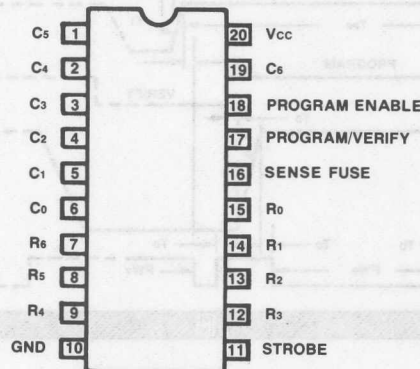 C5 1 20 VCC
C4 2 19 C6
C3 3 18 PROGRAM ENABLE
C2 4 17 PROGRAM/VERIFY
C1 5 16 SENSE FUSE
C0 6 15 R0
R6 7 14 R1
R5 8 13 R2
R4 9 12 R3
GND 10 11 STROBE